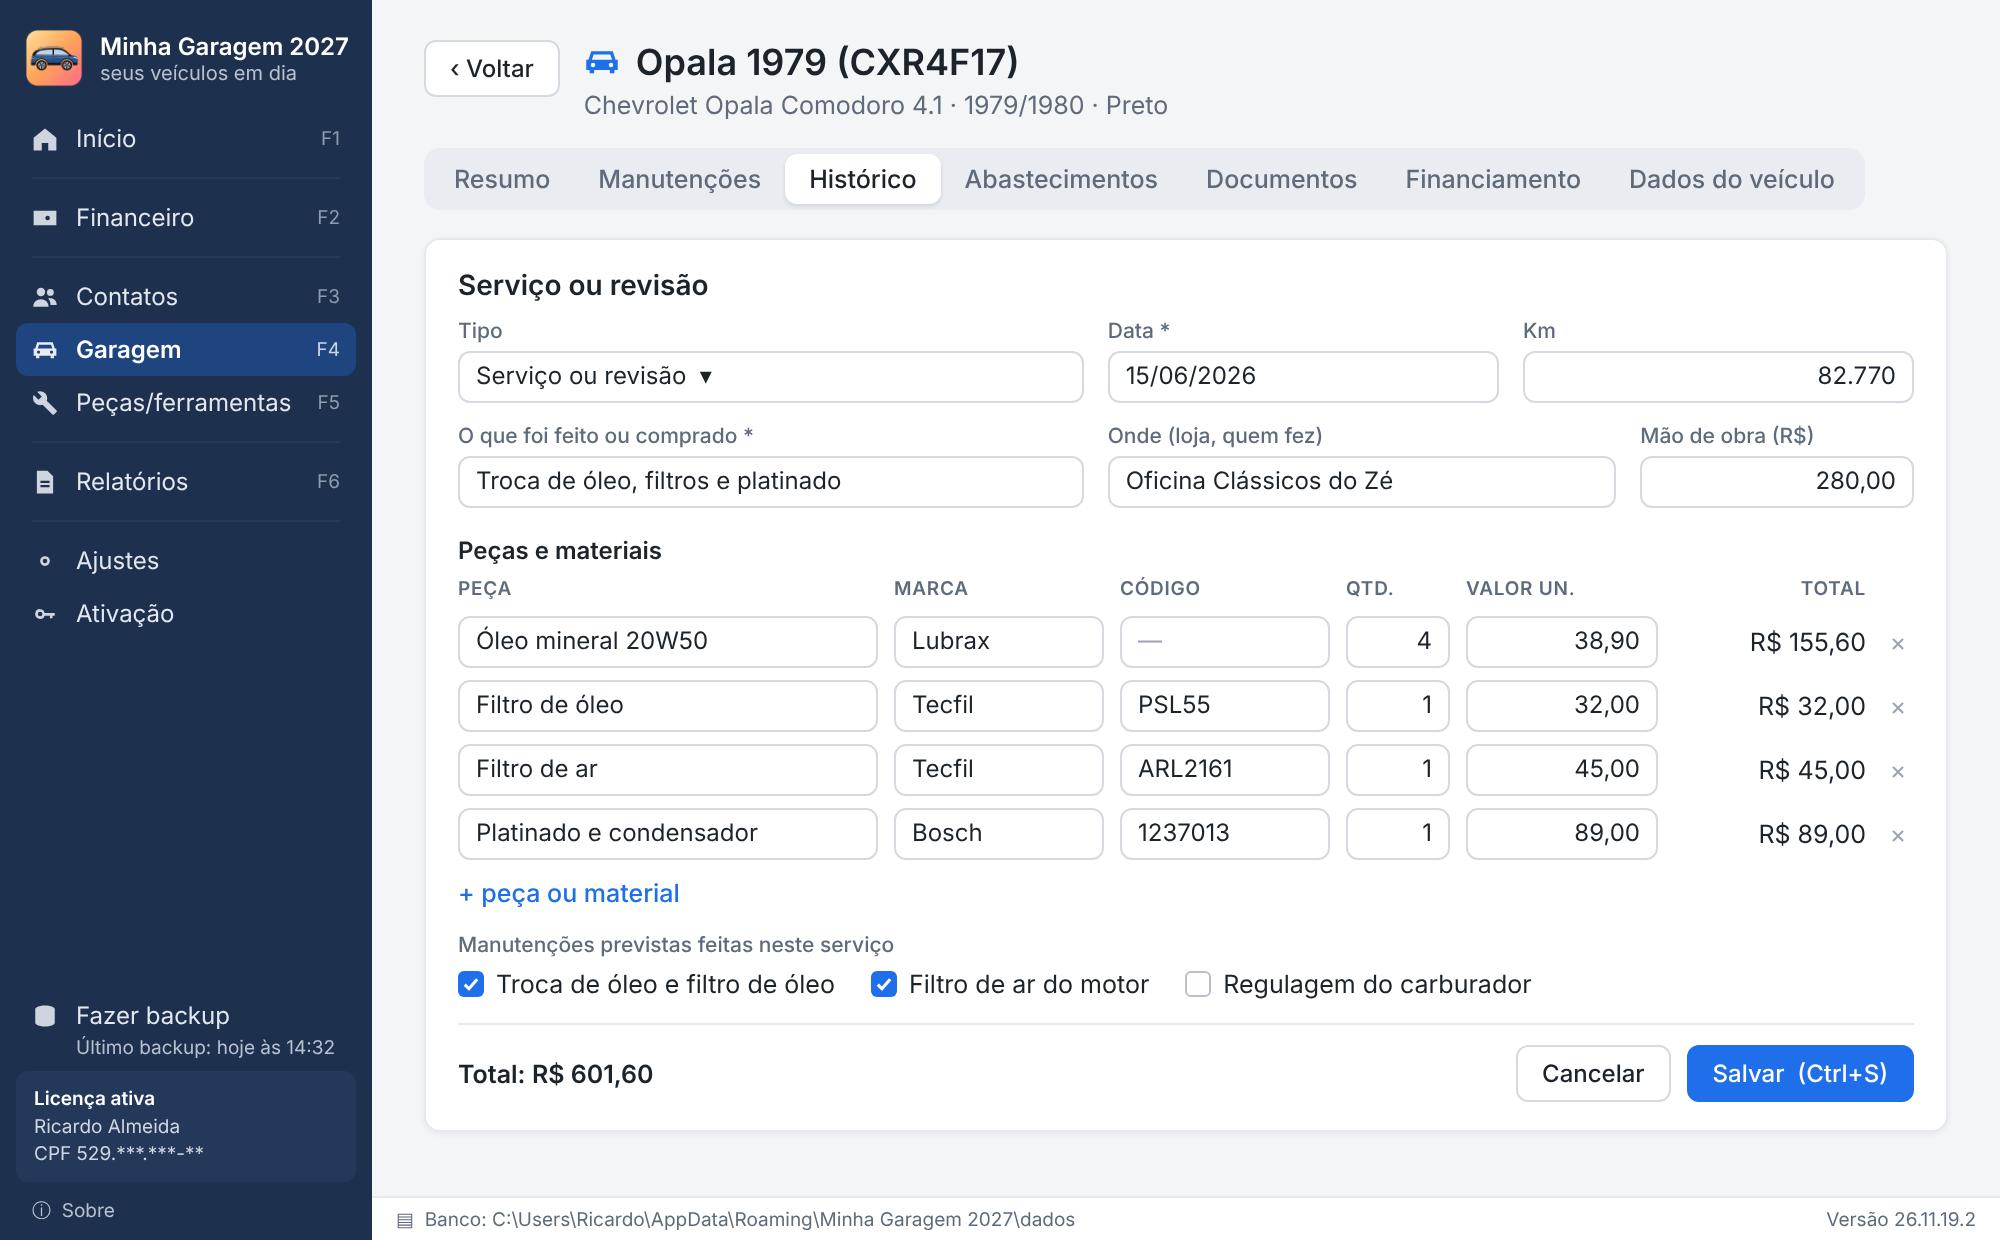 Minha Garagem 2027
seus veículos em dia
Início F1
Financeiro F2
Contatos F3
Garagem F4
Peças/ferramentas F5
Relatórios F6
Ajustes
Ativação
Fazer backup
Último backup: hoje às 14:32
Licença ativa
Ricardo Almeida
CPF 529.***.***-**
Sobre
‹ Voltar
Opala 1979 (CXR4F17)
Chevrolet Opala Comodoro 4.1 · 1979/1980 · Preto
Resumo Manutenções Histórico Abastecimentos Documentos Financiamento Dados do veículo
Serviço ou revisão
Tipo Data * Km
Serviço ou revisão ▼ 15/06/2026 82.770
O que foi feito ou comprado * Onde (loja, quem fez) Mão de obra (R$)
Troca de óleo, filtros e platinado Oficina Clássicos do Zé 280,00
Peças e materiais
PEÇA MARCA CÓDIGO QTD. VALOR UN. TOTAL
Óleo mineral 20W50 Lubrax — 4 38,90 R$ 155,60 ×
Filtro de óleo Tecfil PSL55 1 32,00 R$ 32,00 ×
Filtro de ar Tecfil ARL2161 1 45,00 R$ 45,00 ×
Platinado e condensador Bosch 1237013 1 89,00 R$ 89,00 ×
+ peça ou material
Manutenções previstas feitas neste serviço
Troca de óleo e filtro de óleo Filtro de ar do motor Regulagem do carburador
Total: R$ 601,60 Cancelar Salvar (Ctrl+S)
Banco: C:\Users\Ricardo\AppData\Roaming\Minha Garagem 2027\dados Versão 26.11.19.2